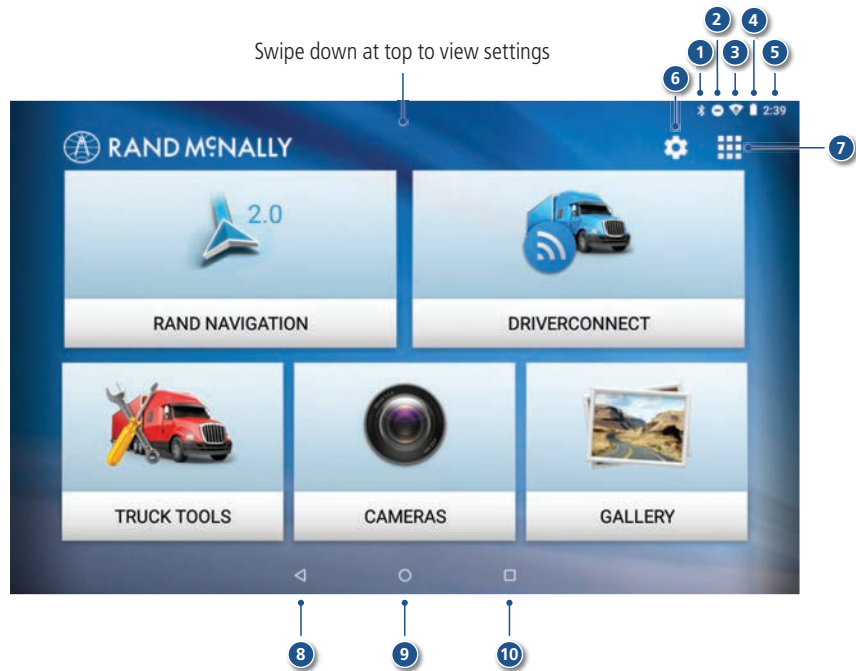 2 4
1 3 5
Swipe down at top to view settings
6
2:39
RAND MCNALLY
7
2.0
RAND NAVIGATION DRIVERCONNECT
TRUCK TOOLS CAMERAS GALLERY
8 9 10